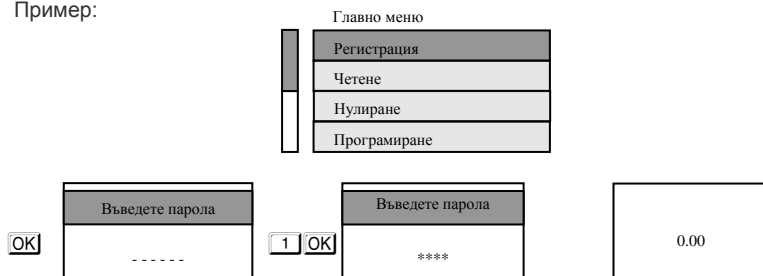 Пример:
Главно меню
Регистрация
Четене
Нулиране
Програмиране
Въведете парола
OK
- - - - - -
Въведете парола
1 OK
****
0.00